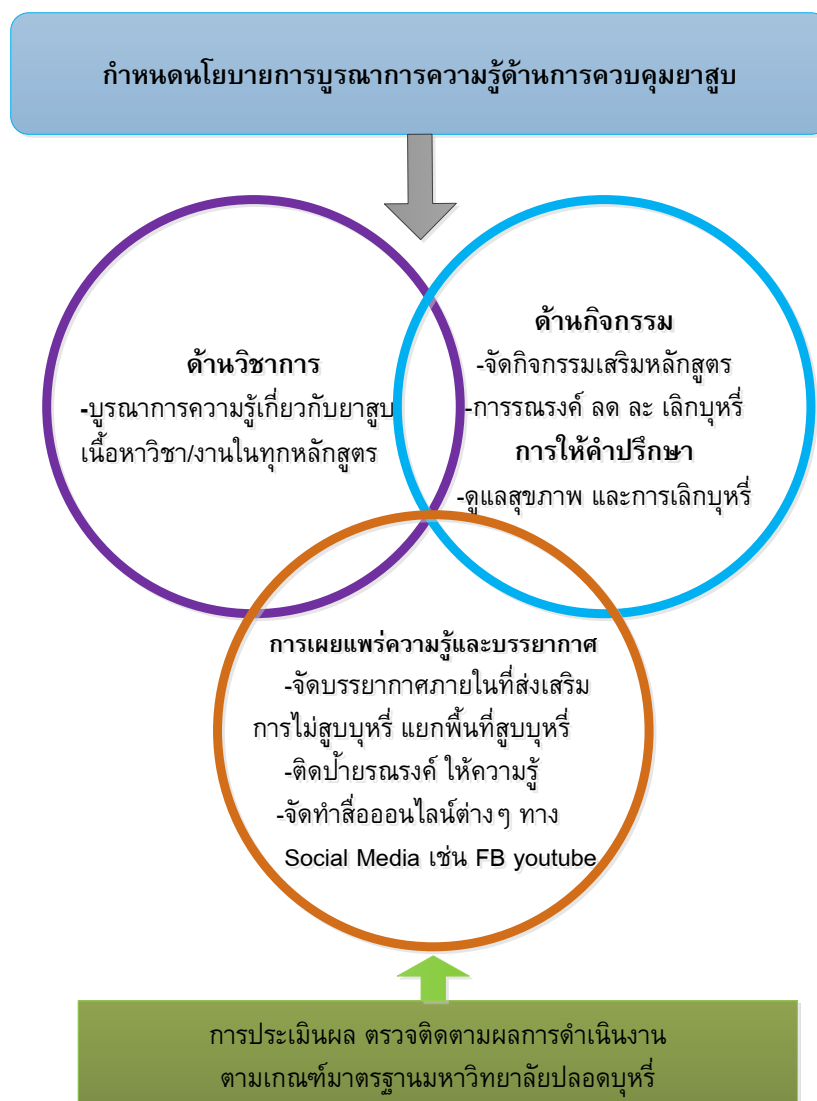 กำหนดนโยบายการบูรณาการความรู้ด้านการควบคุมยาสูบ
ด้านวิชาการ
-บูรณาการความรู้เกี่ยวกับยาสูบ
เนื้อหาวิชา/งานในทุกหลักสูตร
ด้านกิจกรรม
-จัดกิจกรรมเสริมหลักสูตร
-การรณรงค์ ลด ละ เลิกบุหรี่
การให้คำปรึกษา
-ดูแลสุขภาพ และการเลิกบุหรี่
การเผยแพร่ความรู้และบรรยากาศ
-จัดบรรยากาศภายในที่ส่งเสริม
การไม่สูบบุหรี่ แยกพื้นที่สูบบุหรี่
-ติดป้ายรณรงค์ ให้ความรู้
-จัดทำสื่อออนไลน์ต่างๆ ทาง
Social Media เช่น FB youtube
การประเมินผล ตรวจติดตามผลการดำเนินงาน
ตามเกณฑ์มาตรฐานมหาวิทยาลัยปลอดบุหรี่